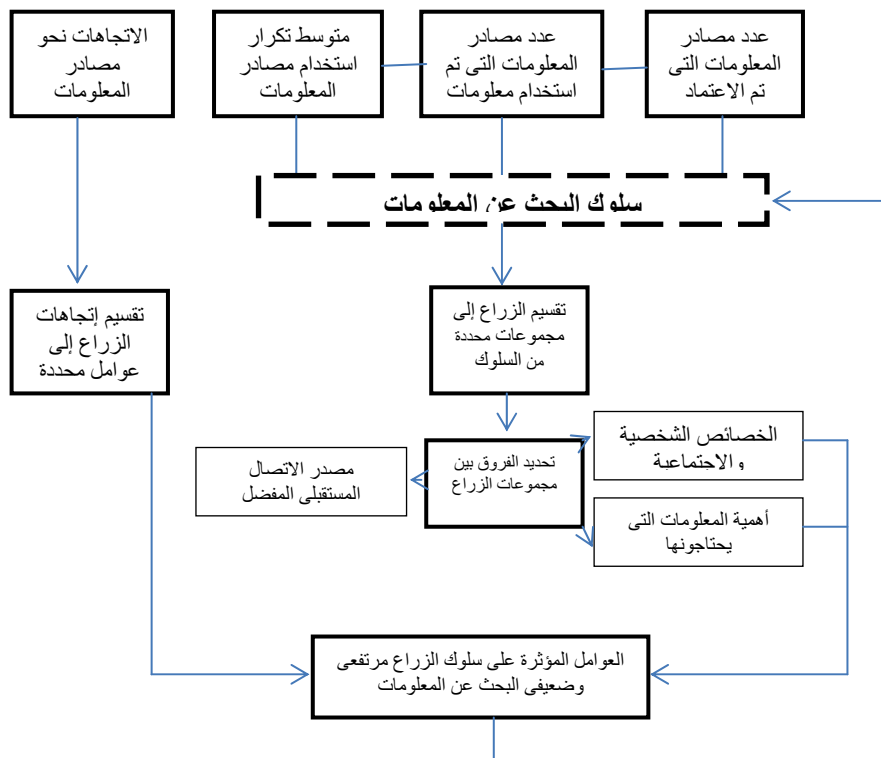 عدد مصادر
المعلومات التى
تم الاعتماد
عدد مصادر
المعلومات التى تم
استخدام معلومات
متوسط تكرار
استخدام مصادر
المعلومات
الاتجاهات نحو
مصادر
المعلومات
سلوك البحث عن المعلومات
تقسيم الزراع إلى
مجموعات محددة
من السلوك
تقسيم إتجاهات
الزراع إلى
عوامل محددة
الخصائص الشخصية
والاجتماعية
تحديد الفروق بين
مجموعات الزراع
مصدر الاتصال
المستقبلى المفضل
أهمية المعلومات التى
يحتاجونها
العوامل المؤثرة على سلوك الزراع مرتفعى
وضعيفى البحث عن المعلومات